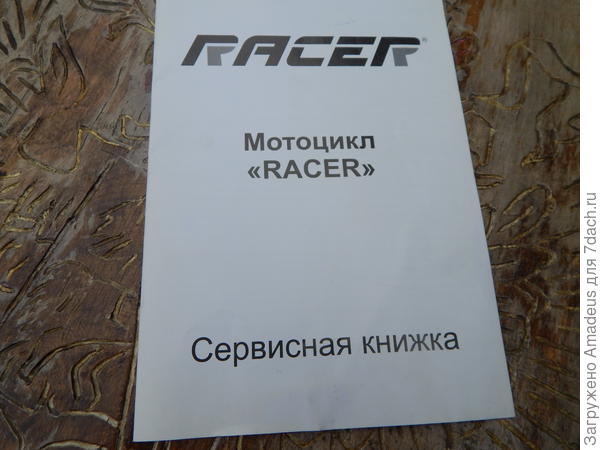 RACER®
Мотоцикл
«RACER»
Сервисная книжка
Загружено Amadeus для 7dach.ru